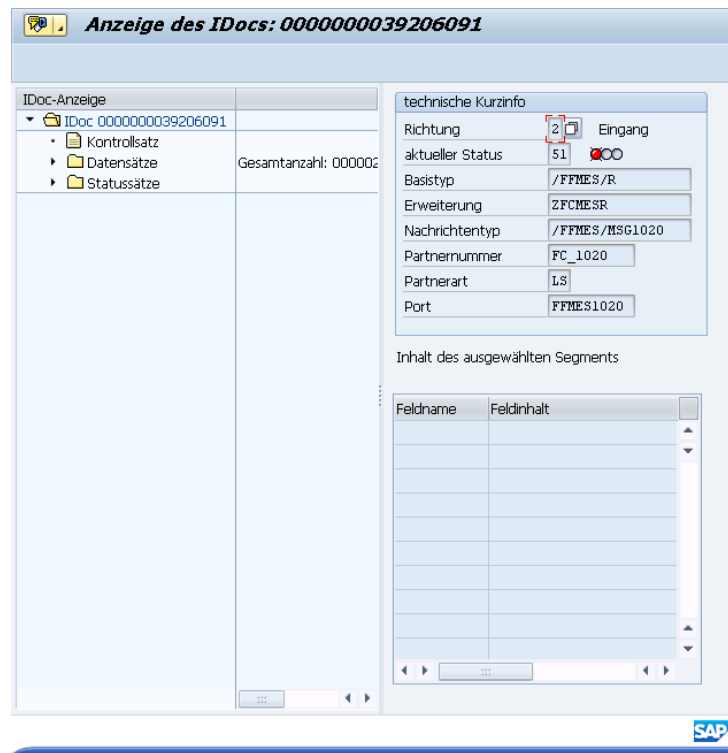 Anzeige des IDocs: 0000000039206091
IDoc-Anzeige
IDoc 0000000039206091
Kontrollsatz
Datensätze Gesamtanzahl: 000002
Statussätze
technische Kurzinfo
Richtung 2 Eingang
aktueller Status 51
Basistyp /FFMES/R
Erweiterung ZFCMESR
Nachrichtentyp /FFMES/MSG1020
Partnernummer FC_1020
Partnerart LS
Port FFMES1020
Inhalt des ausgewählten Segments
Feldname Feldinhalt
SAP